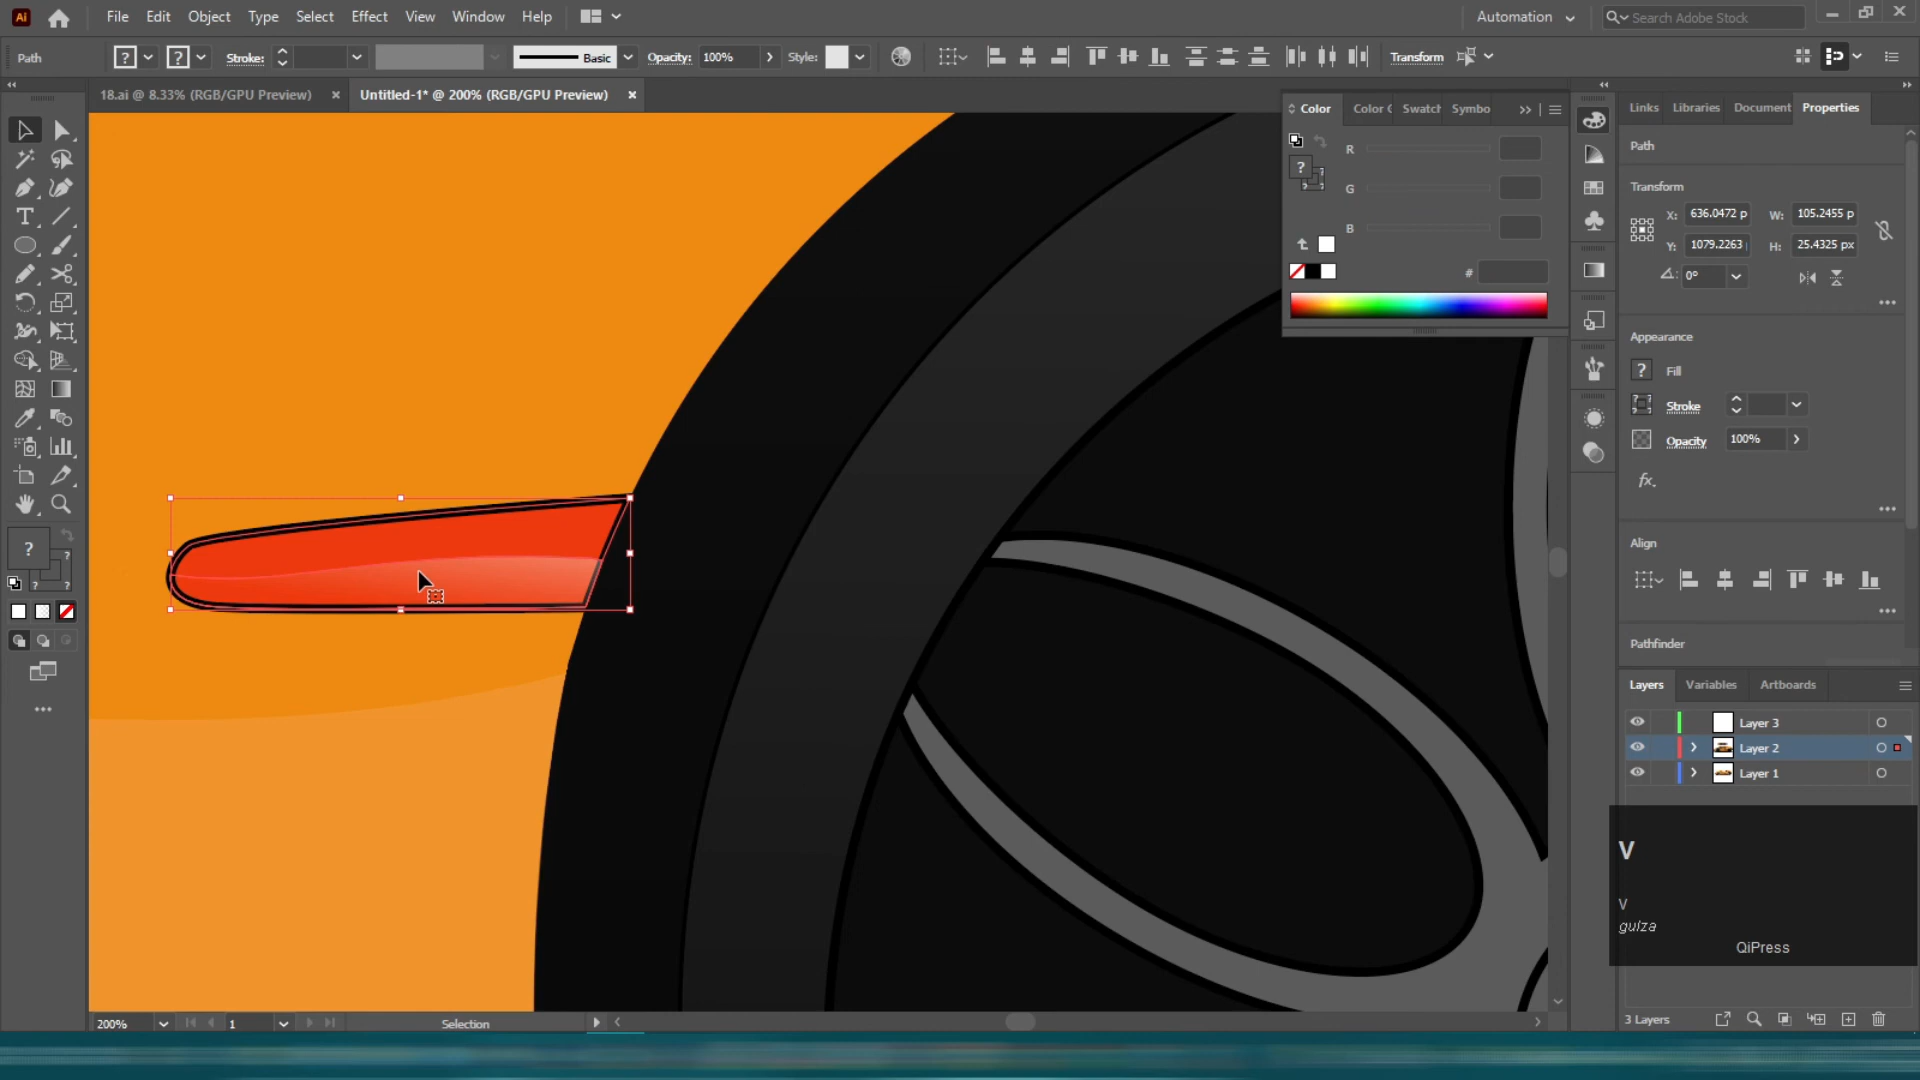 Ai File Edit Object Type Select Effect View Window Help Automation Search Adobe Stock
Path ? ? Stroke: Basic Opacity: 100% Style: Transform
18.ai @ 8.33% (RGB/GPU Preview) × Untitled-1* @ 200% (RGB/GPU Preview) ×
Color Color Swatch Symbo
R
G
B
?
#
Links Libraries Document Properties
Path
Transform
X: 636.0472 p W: 105.2455 p
Y: 1079.2263 H: 25.4325 px
0°
Appearance
? Fill
Stroke
Opacity 100%
fx
Align
Pathfinder
Layers Variables Artboards
Layer 3
Layer 2
Layer 1
V
V
guiza
QiPress
3 Layers
200% 1 Selection